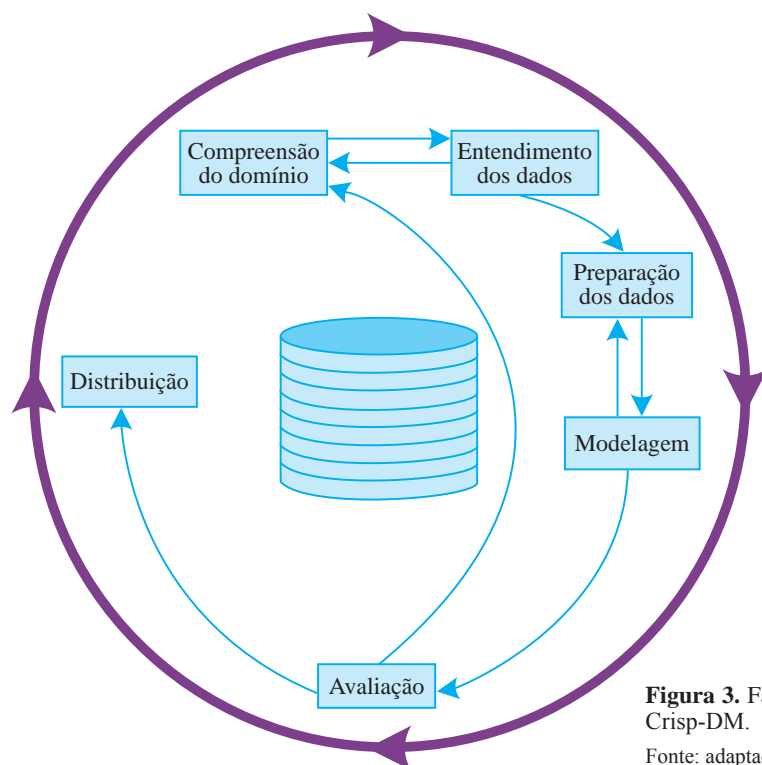 Compreensão
do domínio
Entendimento
dos dados
Preparação
dos dados
Distribuição
Modelagem
Avaliação
Figura 3.
Crisp-DM.
Fonte: